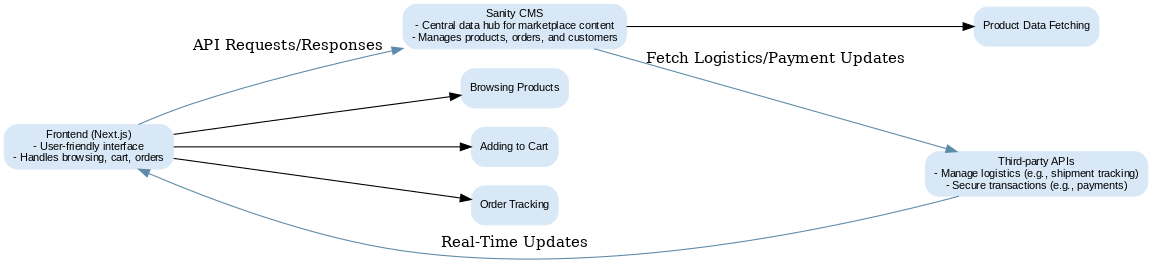 Sanity CMS
- Central data hub for marketplace content
- Manages products, orders, and customers
Product Data Fetching
API Requests/Responses
Fetch Logistics/Payment Updates
Browsing Products
Frontend (Next.js)
- User-friendly interface
- Handles browsing, cart, orders
Adding to Cart
Third-party APIs
- Manage logistics (e.g., shipment tracking)
- Secure transactions (e.g., payments)
Order Tracking
Real-Time Updates